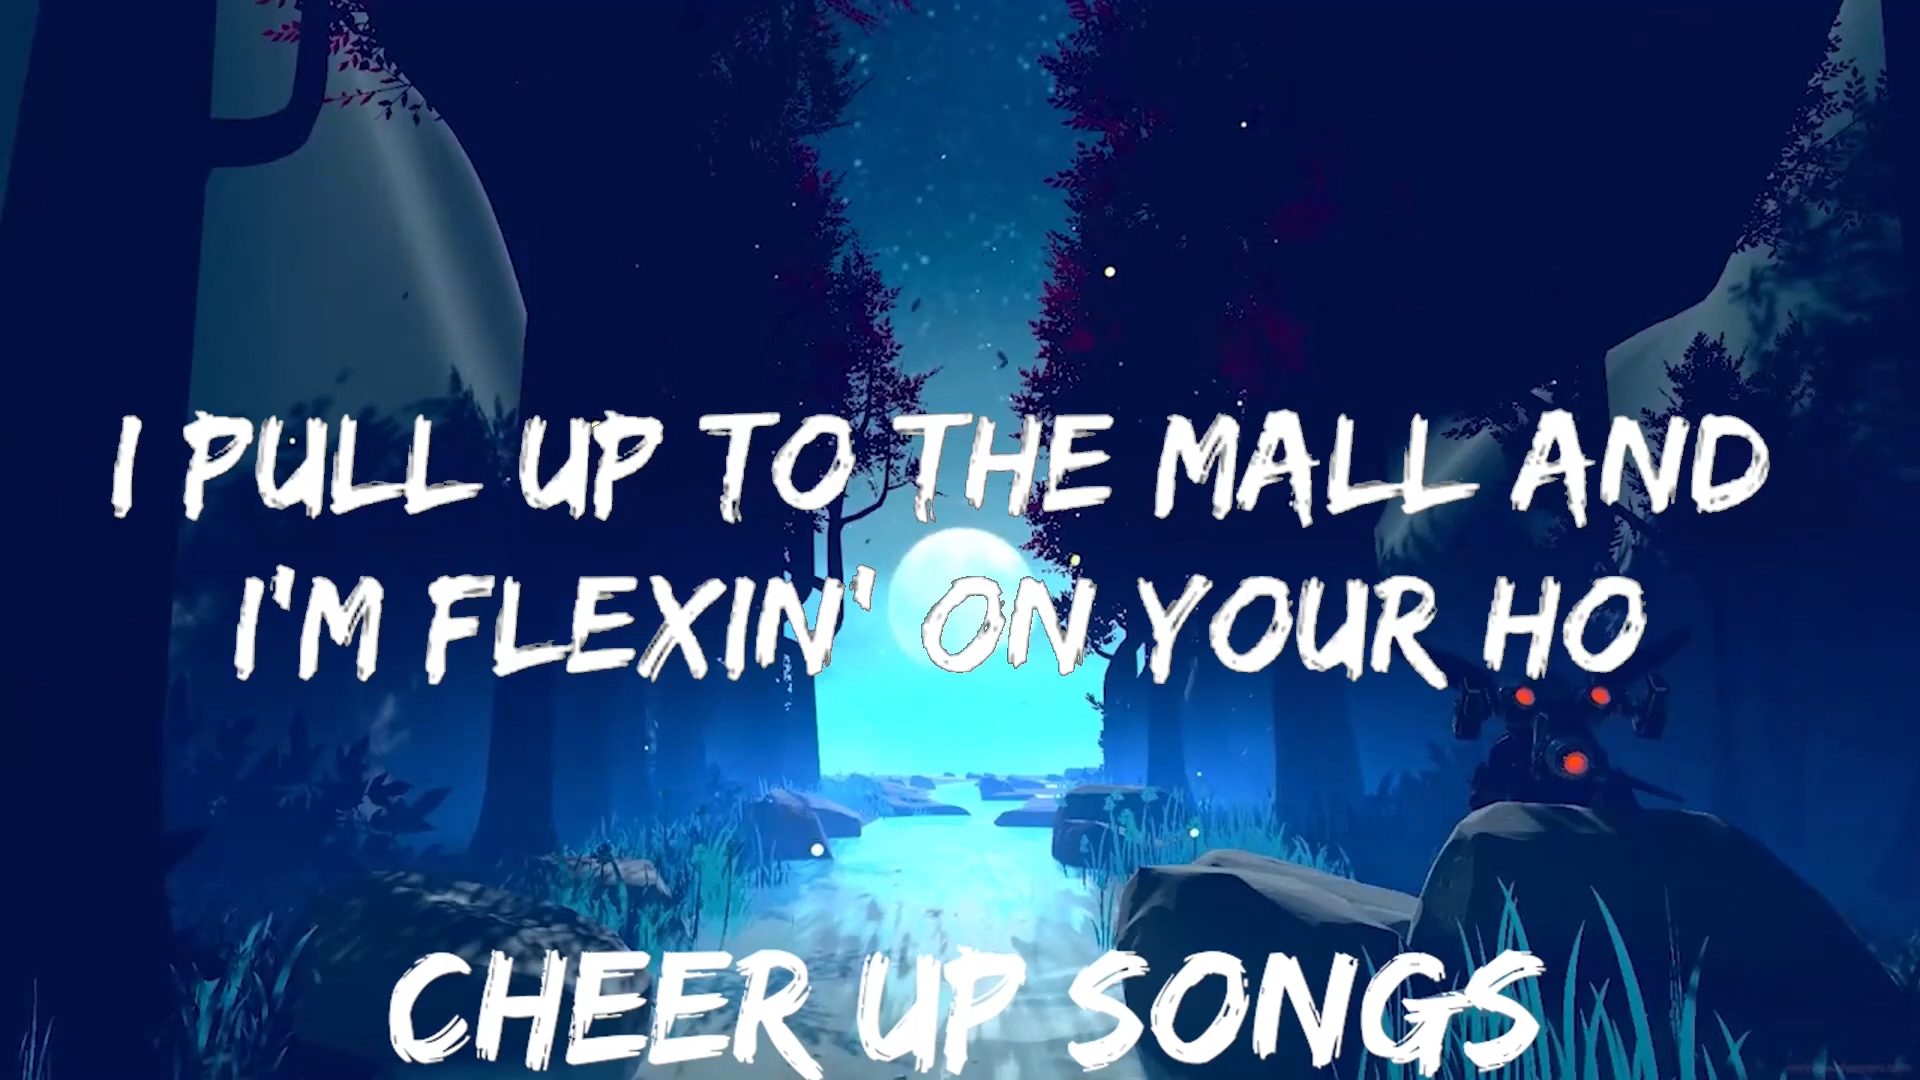 I PULL UP TO THE MALL AND
I'M FLEXIN' ON YOUR HO
CHEER UP SONGS